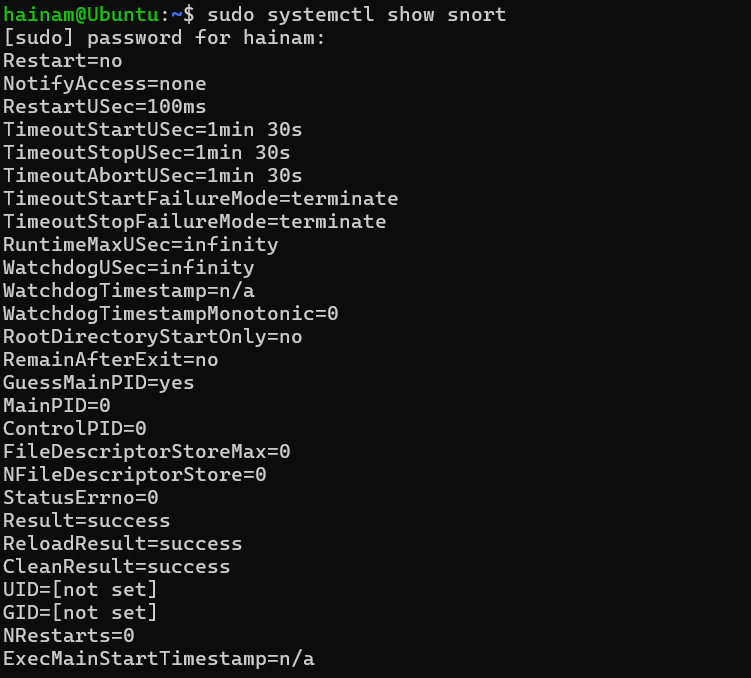 hainam@Ubuntu:~$ sudo systemctl show snort
[sudo] password for hainam:
Restart=no
NotifyAccess=none
RestartUSec=100ms
TimeoutStartUSec=1min 30s
TimeoutStopUSec=1min 30s
TimeoutAbortUSec=1min 30s
TimeoutStartFailureMode=terminate
TimeoutStopFailureMode=terminate
RuntimeMaxUSec=infinity
WatchdogUSec=infinity
WatchdogTimestamp=n/a
WatchdogTimestampMonotonic=0
RootDirectoryStartOnly=no
RemainAfterExit=no
GuessMainPID=yes
MainPID=0
ControlPID=0
FileDescriptorStoreMax=0
NFileDescriptorStore=0
StatusErrno=0
Result=success
ReloadResult=success
CleanResult=success
UID=[not set]
GID=[not set]
NRestarts=0
ExecMainStartTimestamp=n/a